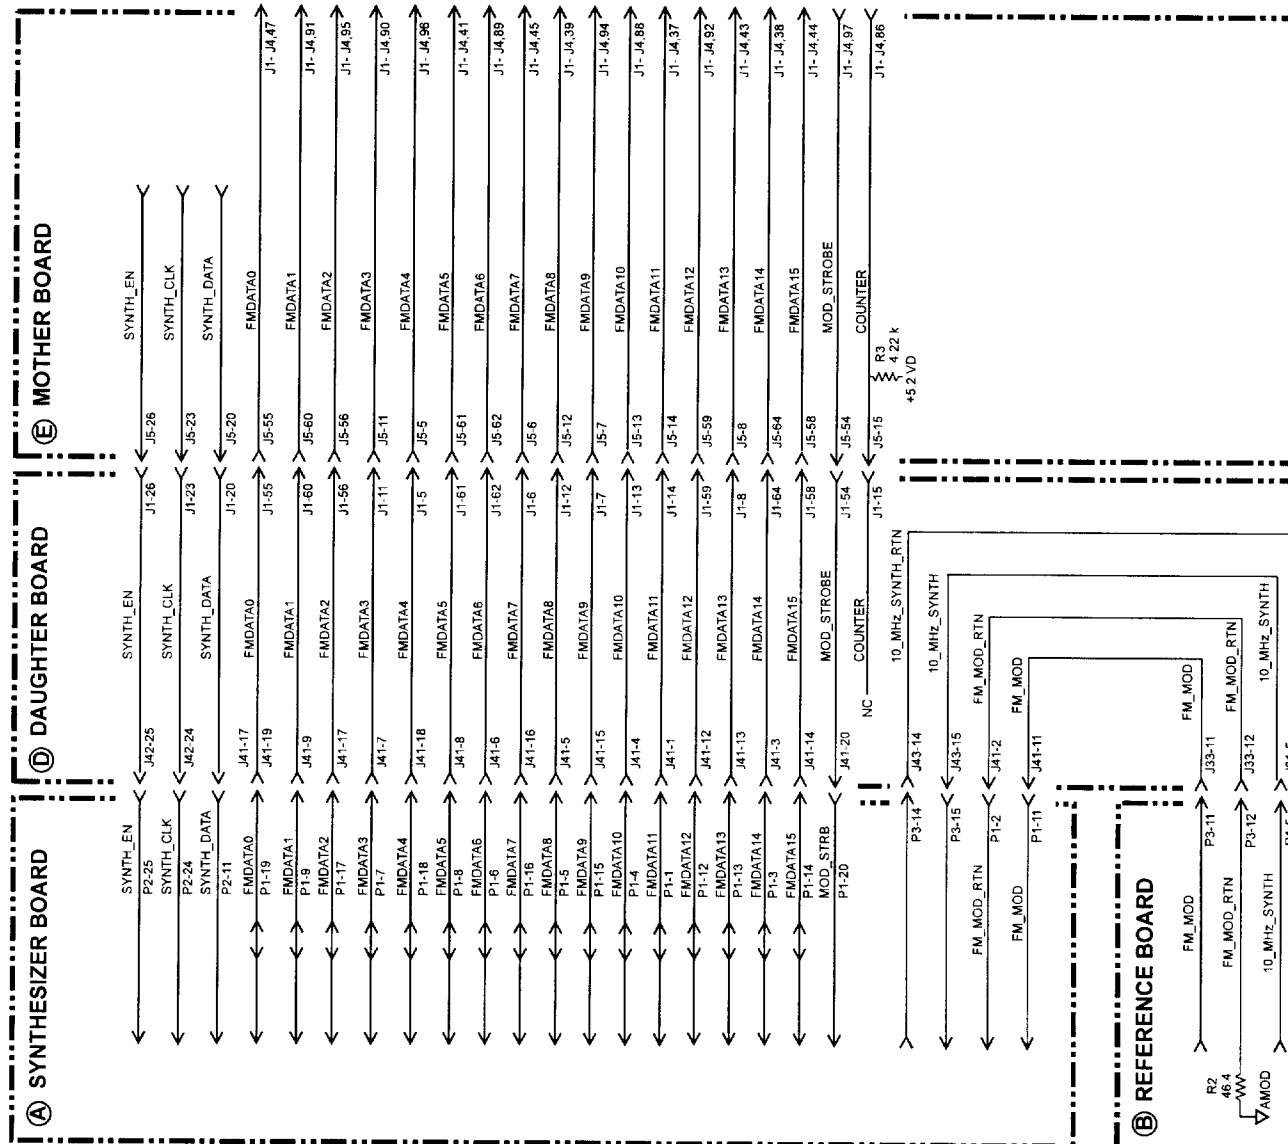 Ⓐ SYNTHESIZER BOARD
SYNTH_EN
P2-25
SYNTH_CLK
P2-24
SYNTH_DATA
P2-11
FMDATA0
P1-19
FMDATA1
P1-9
FMDATA2
P1-17
FMDATA3
P1-7
FMDATA4
P1-18
FMDATA5
P1-8
FMDATA6
P1-6
FMDATA7
P1-16
FMDATA8
P1-5
FMDATA9
P1-15
FMDATA10
P1-4
FMDATA11
P1-1
FMDATA12
P1-12
FMDATA13
P1-13
FMDATA14
P1-3
FMDATA15
P1-14
MOD_STRB
P1-20
P3-14
P3-15
FM_MOD_RTN
P1-2
FM_MOD
P1-11
Ⓑ REFERENCE BOARD
FM_MOD
P3-11
R2
46.4
AMOD
FM_MOD_RTN
P3-12
10_MHz_SYNTH
Ⓓ DAUGHTER BOARD
J42-25
SYNTH_EN
J1-26
J42-24
SYNTH_CLK
J1-23
SYNTH_DATA
J1-20
J41-17
J41-19
FMDATA0
J1-55
J41-9
FMDATA1
J1-60
J41-17
FMDATA2
J1-56
J41-7
FMDATA3
J1-11
J41-18
FMDATA4
J1-5
J41-8
FMDATA5
J1-61
J41-6
FMDATA6
J1-62
J41-16
FMDATA7
J1-6
J41-5
FMDATA8
J1-12
J41-15
FMDATA9
J1-7
J41-4
FMDATA10
J1-13
J41-1
FMDATA11
J1-14
J41-12
FMDATA12
J1-59
J41-13
FMDATA13
J1-8
J41-3
FMDATA14
J1-64
J41-14
FMDATA15
J1-58
J41-20
MOD_STROBE
J1-54
NC
COUNTER
J1-15
J43-14
10_MHz_SYNTH_RTN
J43-15
10_MHz_SYNTH
J41-2
FM_MOD_RTN
J41-11
FM_MOD
J33-11
FM_MOD
J33-12
FM_MOD_RTN
10_MHz_SYNTH
Ⓔ MOTHER BOARD
J5-26
SYNTH_EN
J5-23
SYNTH_CLK
J5-20
SYNTH_DATA
J5-55
FMDATA0
J1- J4,47
J5-60
FMDATA1
J1- J4,91
J5-56
FMDATA2
J1- J4,95
J5-11
FMDATA3
J1- J4,90
J5-5
FMDATA4
J1- J4,96
J5-61
FMDATA5
J1- J4,41
J5-62
FMDATA6
J1- J4,89
J5-6
FMDATA7
J1- J4,45
J5-12
FMDATA8
J1- J4,39
J5-7
FMDATA9
J1- J4,94
J5-13
FMDATA10
J1- J4,88
J5-14
FMDATA11
J1- J4,37
J5-59
FMDATA12
J1- J4,92
J5-8
FMDATA13
J1- J4,43
J5-64
FMDATA14
J1- J4,38
J5-58
FMDATA15
J1- J4,44
J5-54
MOD_STROBE
J1- J4,97
J5-15
COUNTER
J1- J4,86
R3
4.22 k
+5.2 VD